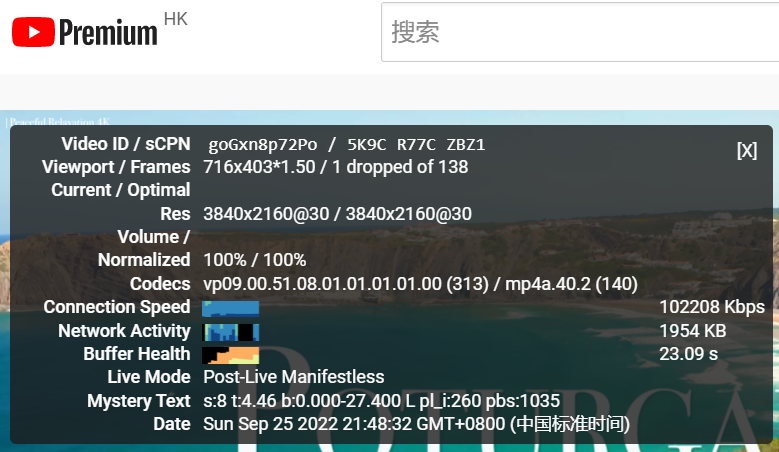 Premium HK
搜索
Peaceful Relaxation 4K
Video ID / sCPN goGxn8p72Po / 5K9C R77C ZBZ1
[X]
Viewport / Frames 716x403*1.50 / 1 dropped of 138
Current / Optimal
Res 3840x2160@30 / 3840x2160@30
Volume /
Normalized 100% / 100%
Codecs vp09.00.51.08.01.01.01.01.00 (313) / mp4a.40.2 (140)
Connection Speed 102208 Kbps
Network Activity 1954 KB
Buffer Health 23.09 s
Live Mode Post-Live Manifestless
Mystery Text s:8 t:4.46 b:0.000-27.400 L pl_i:260 pbs:1035
Date Sun Sep 25 2022 21:48:32 GMT+0800 (中国标准时间)